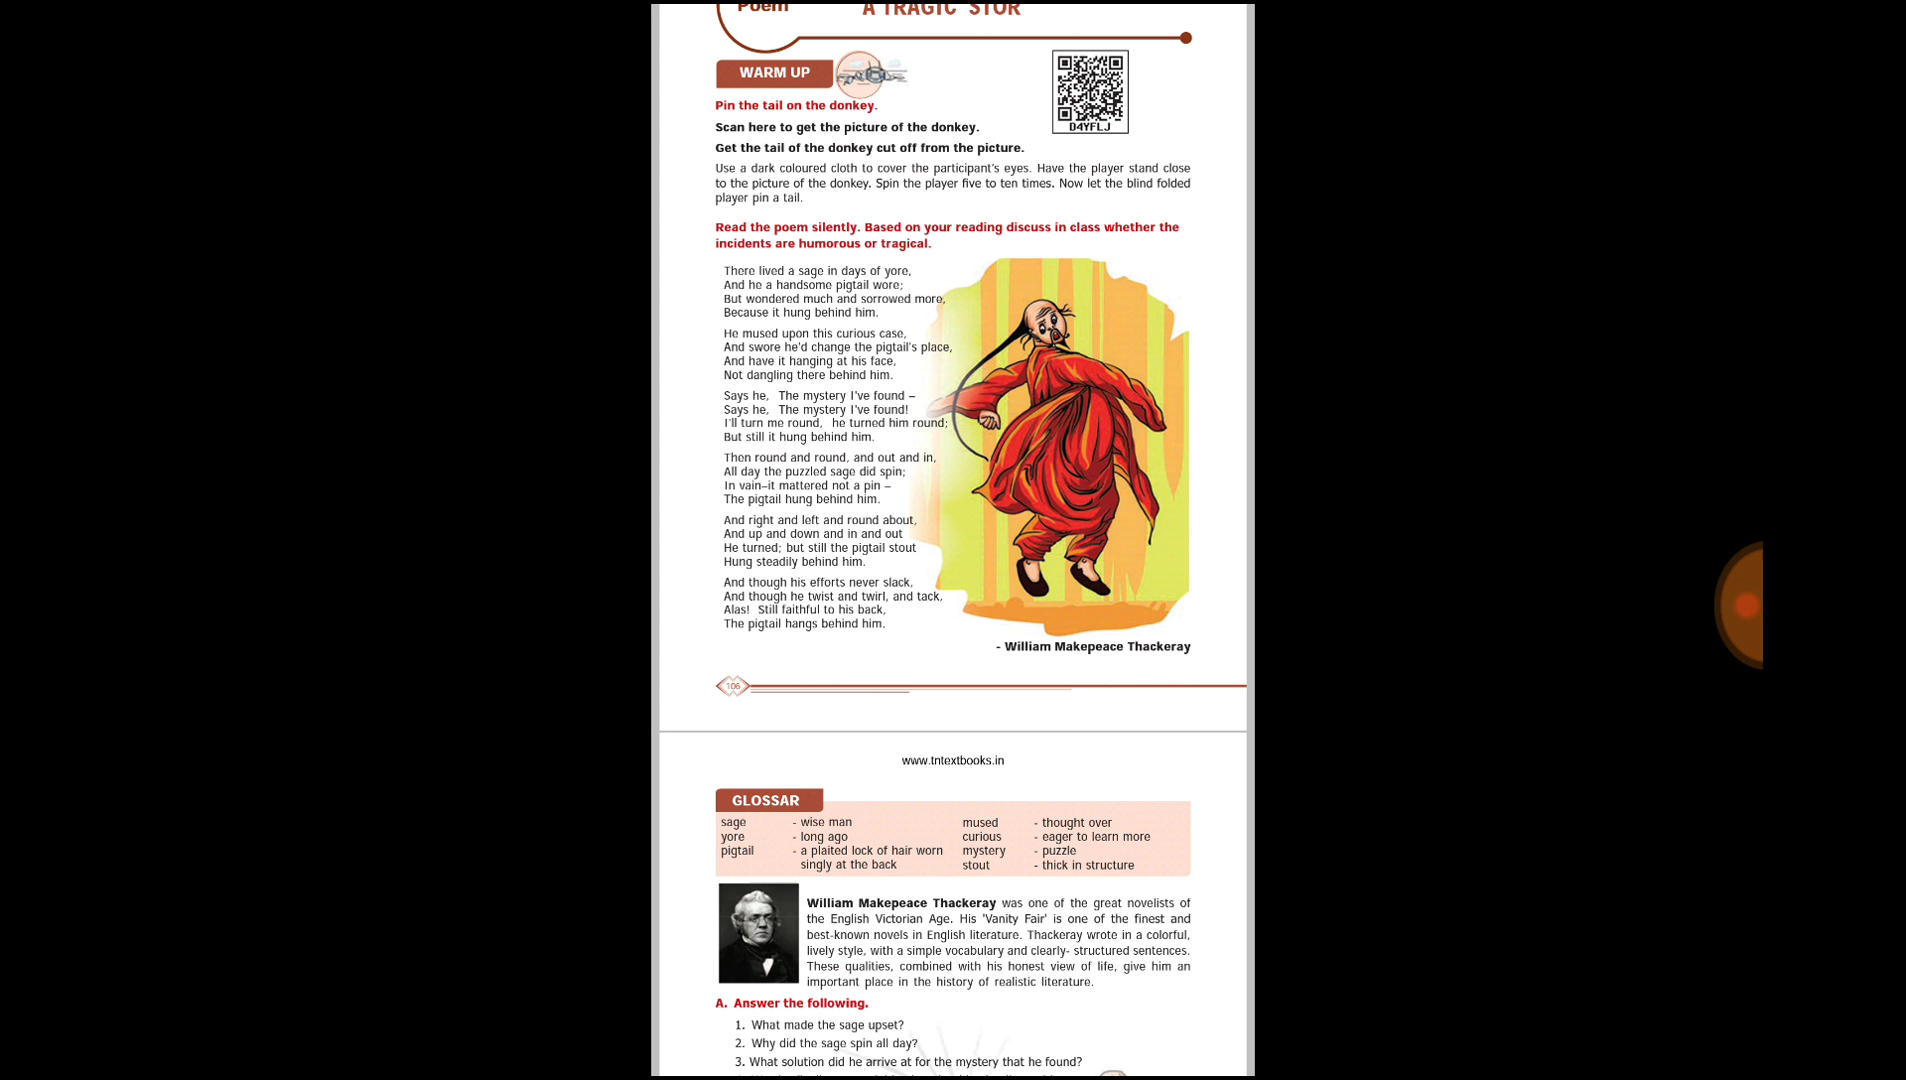 Poem
A TRAGIC STOR
WARM UP
Pin the tail on the donkey.
Scan here to get the picture of the donkey.
Get the tail of the donkey cut off from the picture.
D4YFLJ
Use a dark coloured cloth to cover the participant's eyes. Have the player stand close
to the picture of the donkey. Spin the player five to ten times. Now let the blind folded
player pin a tail.
Read the poem silently. Based on your reading discuss in class whether the
incidents are humorous or tragical.
There lived a sage in days of yore,
And he a handsome pigtail wore;
But wondered much and sorrowed more,
Because it hung behind him.
He mused upon this curious case,
And swore he'd change the pigtail's place,
And have it hanging at his face,
Not dangling there behind him.
Says he, The mystery I've found –
Says he, The mystery I've found!
I'll turn me round, he turned him round;
But still it hung behind him.
Then round and round, and out and in,
All day the puzzled sage did spin;
In vain–it mattered not a pin –
The pigtail hung behind him.
And right and left and round about,
And up and down and in and out
He turned; but still the pigtail stout
Hung steadily behind him.
And though his efforts never slack,
And though he twist and twirl, and tack,
Alas! Still faithful to his back,
The pigtail hangs behind him.
- William Makepeace Thackeray
106
www.tntextbooks.in
GLOSSAR
sage - wise man
yore - long ago
pigtail - a plaited lock of hair worn
singly at the back
mused - thought over
curious - eager to learn more
mystery - puzzle
stout - thick in structure
William Makepeace Thackeray was one of the great novelists of
the English Victorian Age. His 'Vanity Fair' is one of the finest and
best-known novels in English literature. Thackeray wrote in a colorful,
lively style, with a simple vocabulary and clearly- structured sentences.
These qualities, combined with his honest view of life, give him an
important place in the history of realistic literature.
A. Answer the following.
1. What made the sage upset?
2. Why did the sage spin all day?
3. What solution did he arrive at for the mystery that he found?